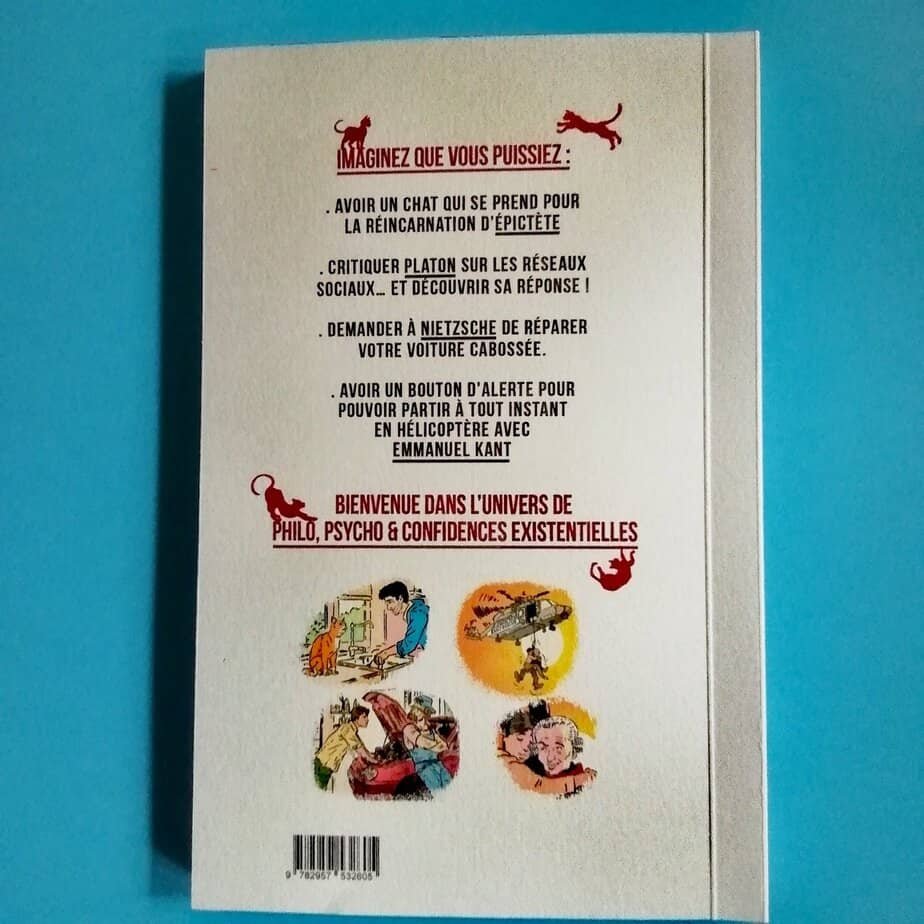 IMAGINEZ QUE VOUS PUISSIEZ :
. AVOIR UN CHAT QUI SE PREND POUR
LA RÉINCARNATION D'ÉPICTÈTE
. CRITIQUER PLATON SUR LES RÉSEAUX
SOCIAUX... ET DÉCOUVRIR SA RÉPONSE !
. DEMANDER À NIETZSCHE DE RÉPARER
VOTRE VOITURE CABOSSÉE.
. AVOIR UN BOUTON D'ALERTE POUR
POUVOIR PARTIR À TOUT INSTANT
EN HÉLICOPTÈRE AVEC
EMMANUEL KANT
BIENVENUE DANS L'UNIVERS DE
PHILO, PSYCHO & CONFIDENCES EXISTENTIELLES
9 782957 532605